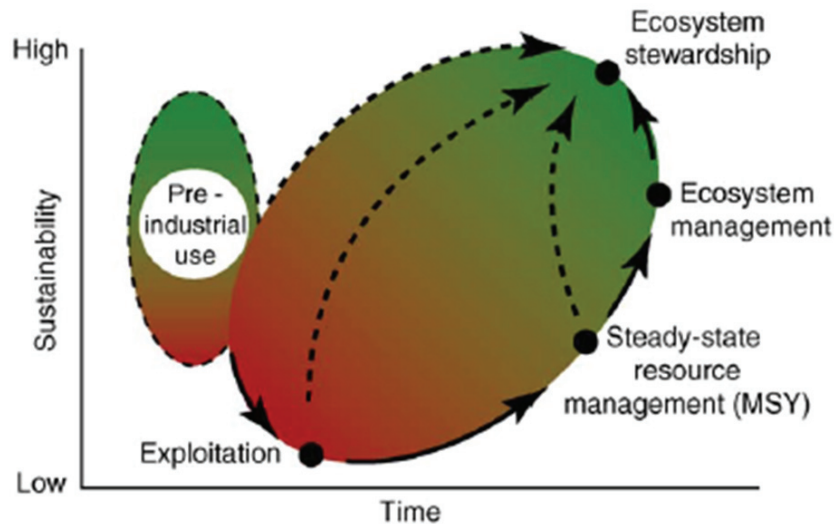 High
Sustainability
Low
Time
Pre -
industrial
use
Exploitation
Steady-state
resource
management (MSY)
Ecosystem
management
Ecosystem
stewardship